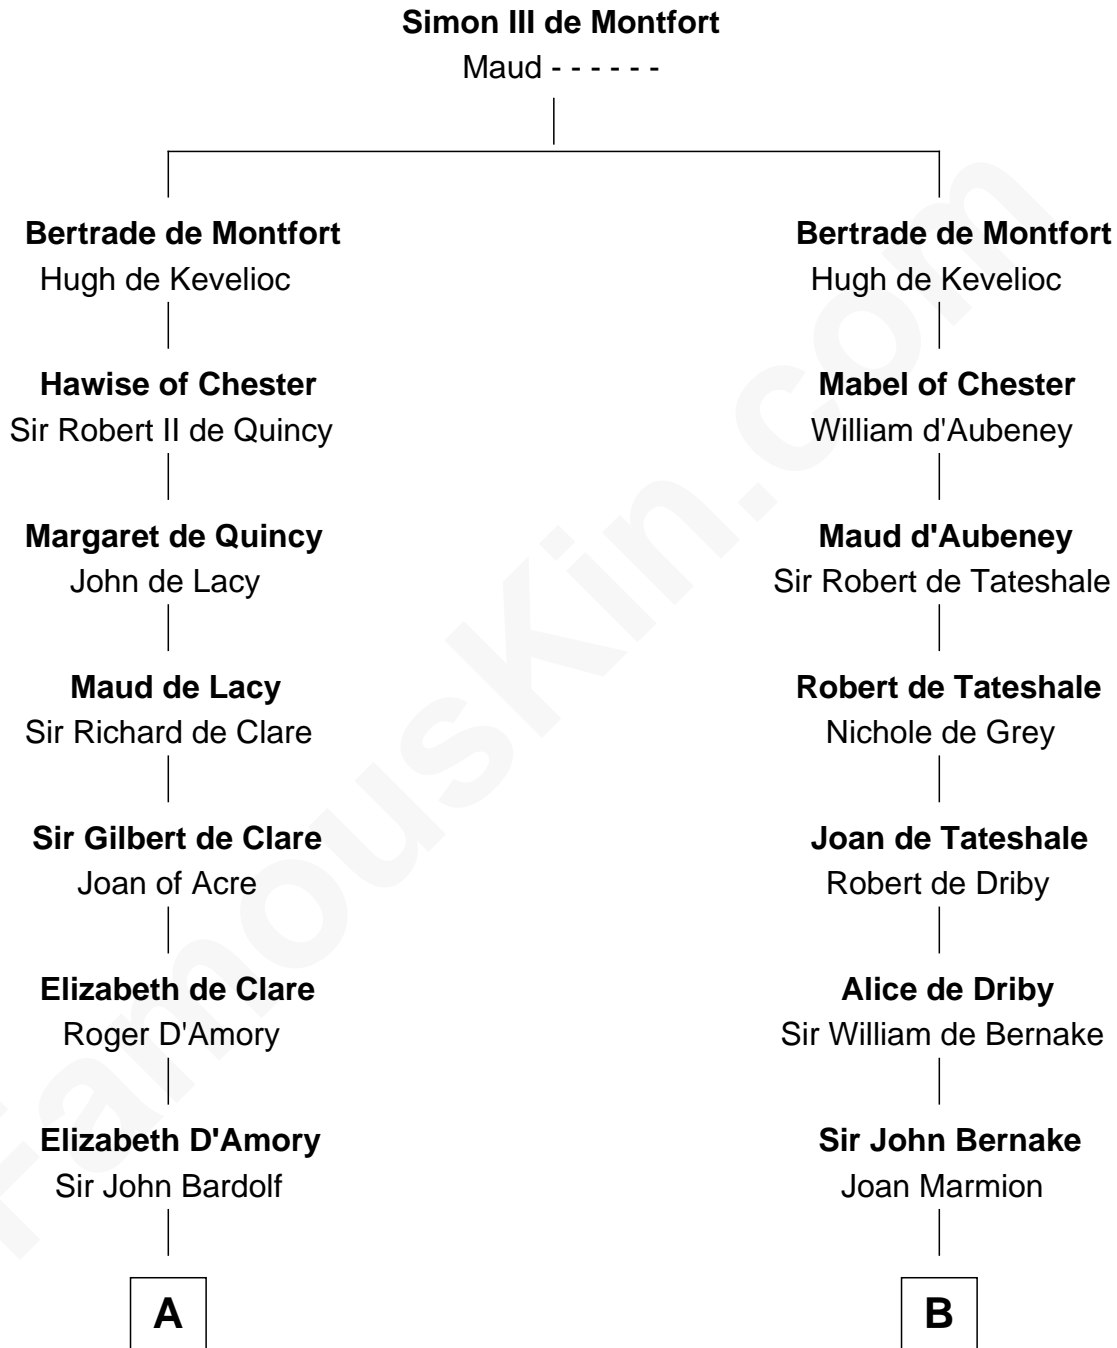 Simon III de Montfort
Maud - - - - - -
Bertrade de Montfort
Hugh de Kevelioc
Hawise of Chester
Sir Robert II de Quincy
Margaret de Quincy
John de Lacy
Maud de Lacy
Sir Richard de Clare
Sir Gilbert de Clare
Joan of Acre
Elizabeth de Clare
Roger D'Amory
Elizabeth D'Amory
Sir John Bardolf
A
Bertrade de Montfort
Hugh de Kevelioc
Mabel of Chester
William d'Aubeney
Maud d'Aubeney
Sir Robert de Tateshale
Robert de Tateshale
Nichole de Grey
Joan de Tateshale
Robert de Driby
Alice de Driby
Sir William de Bernake
Sir John Bernake
Joan Marmion
B
FamousKin.com